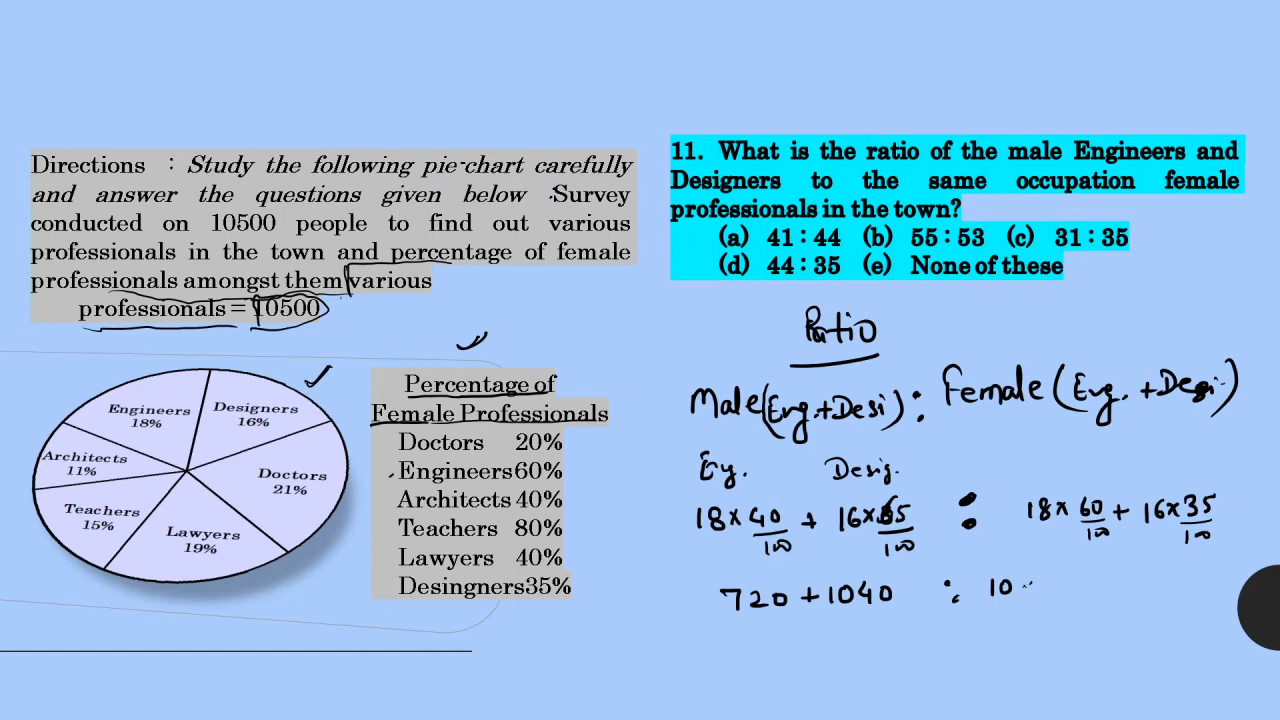 Directions : Study the following pie-chart carefully
and answer the questions given below :Survey
conducted on 10500 people to find out various
professionals in the town and percentage of female
professionals amongst them various
professionals = 10500
Engineers
18%
Designers
16%
Architects
11%
Doctors
21%
Teachers
15%
Lawyers
19%
Percentage of
Female Professionals
Doctors 20%
Engineers60%
Architects 40%
Teachers 80%
Lawyers 40%
Desingners35%
11. What is the ratio of the male Engineers and
Designers to the same occupation female
professionals in the town?
(a) 41 : 44 (b) 55 : 53 (c) 31 : 35
(d) 44 : 35 (e) None of these
Ratio
Male(Eng.+Desi) : Female (Eng. + Desi)
Eg. Desig.
18 × 40/100 + 16 × 65/100 : 18 × 60/100 + 16 × 35/100
720 + 1040 : 10